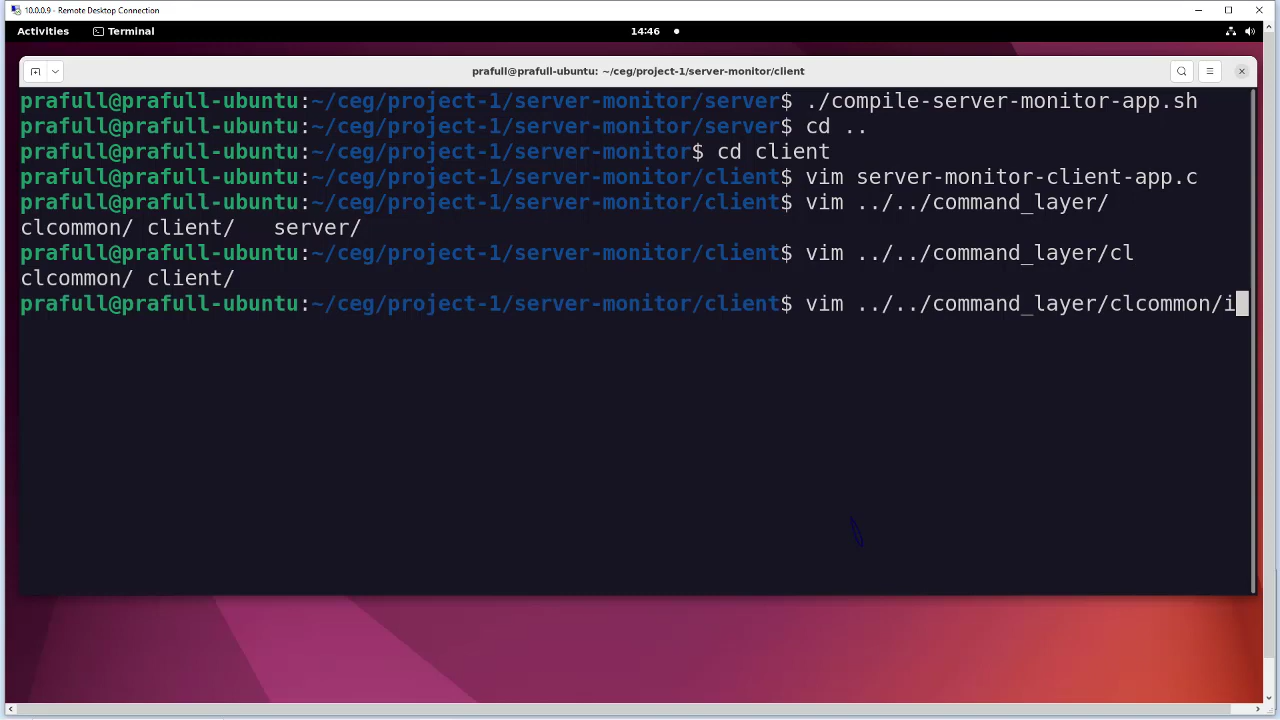 10.0.0.9 - Remote Desktop Connection
Activities Terminal 14:46
prafull@prafull-ubuntu: ~/ceg/project-1/server-monitor/client
prafull@prafull-ubuntu:~/ceg/project-1/server-monitor/server$ ./compile-server-monitor-app.sh
prafull@prafull-ubuntu:~/ceg/project-1/server-monitor/server$ cd ..
prafull@prafull-ubuntu:~/ceg/project-1/server-monitor$ cd client
prafull@prafull-ubuntu:~/ceg/project-1/server-monitor/client$ vim server-monitor-client-app.c
prafull@prafull-ubuntu:~/ceg/project-1/server-monitor/client$ vim ../../command_layer/
clcommon/ client/ server/
prafull@prafull-ubuntu:~/ceg/project-1/server-monitor/client$ vim ../../command_layer/cl
clcommon/ client/
prafull@prafull-ubuntu:~/ceg/project-1/server-monitor/client$ vim ../../command_layer/clcommon/i